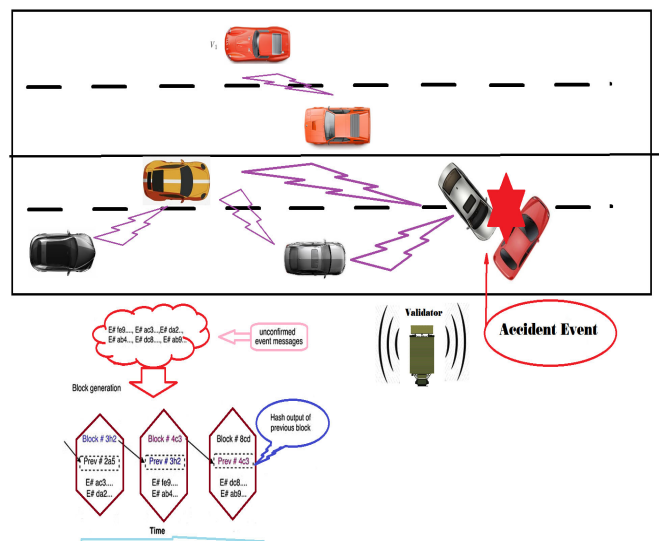 V₁
Validator
Accident Event
E# fe9...., E# ac3...,E# da2..,
E# ab4..., E# dc8...., E# ab9...
unconfirmed
event messages
Block generation
Hash output of
previous block
Block # 3h2
Block # 4c3
Block # 8cd
Prev # 2a5
Prev # 3h2
Prev # 4c3
E# ac3....
E# fe9....
E# dc8....
E# da2...
E# ab4...
E# ab9...
Time